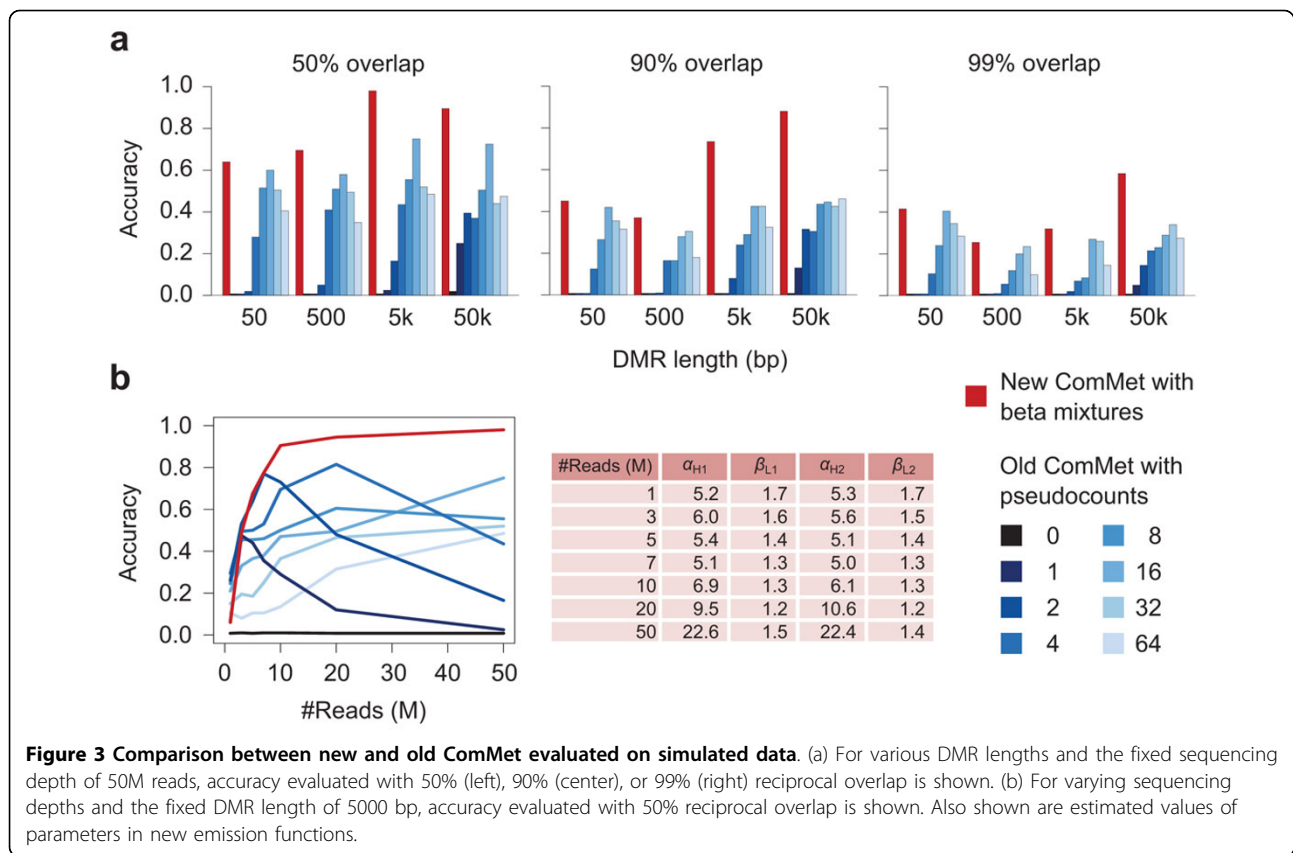 a
50% overlap
90% overlap
99% overlap
Accuracy
1.0
0.8
0.6
0.4
0.2
0.0
50 500 5k 50k
50 500 5k 50k
50 500 5k 50k
DMR length (bp)
b
Accuracy
1.0
0.8
0.6
0.4
0.2
0.0
0 10 20 30 40 50
#Reads (M)
#Reads (M) αH1 βL1 αH2 βL2
1 5.2 1.7 5.3 1.7
3 6.0 1.6 5.6 1.5
5 5.4 1.4 5.1 1.4
7 5.1 1.3 5.0 1.3
10 6.9 1.3 6.1 1.3
20 9.5 1.2 10.6 1.2
50 22.6 1.5 22.4 1.4
New ComMet with
beta mixtures
Old ComMet with
pseudocounts
0 8
1 16
2 32
4 64
Figure 3 Comparison between new and old ComMet evaluated on simulated data. (a) For various DMR lengths and the fixed sequencing
depth of 50M reads, accuracy evaluated with 50% (left), 90% (center), or 99% (right) reciprocal overlap is shown. (b) For varying sequencing
depths and the fixed DMR length of 5000 bp, accuracy evaluated with 50% reciprocal overlap is shown. Also shown are estimated values of
parameters in new emission functions.